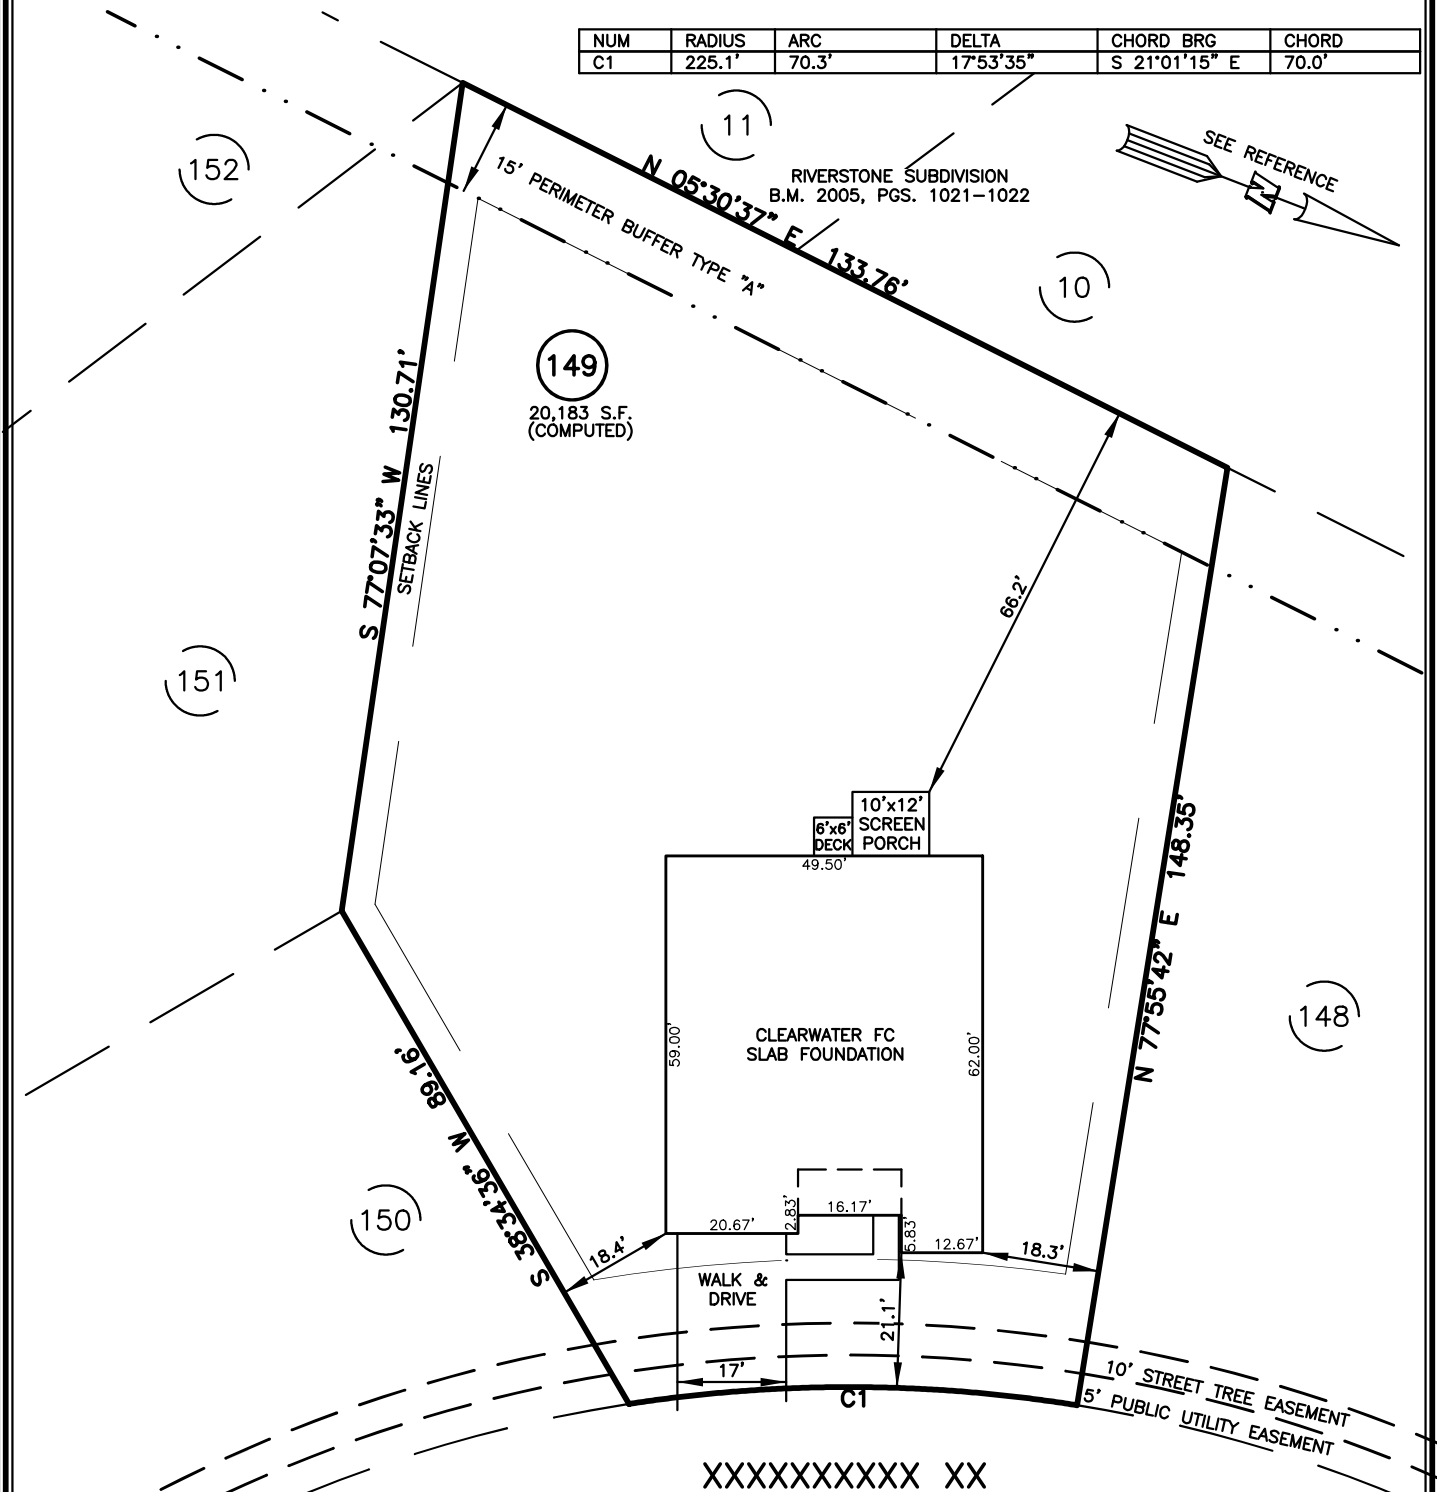 NUM RADIUS ARC DELTA CHORD BRG CHORD
C1 225.1' 70.3' 17°53'35" S 21°01'15" E 70.0'
11
152
SEE REFERENCE
N
15' PERIMETER BUFFER TYPE "A"
RIVERSTONE SUBDIVISION
B.M. 2005, PGS. 1021-1022
N 05°30'37" E 133.76'
10
149
20,183 S.F.
(COMPUTED)
S 77°07'33" W 130.71'
SETBACK LINES
66.2'
151
10'x12'
SCREEN
PORCH
6'x6'
DECK
49.50'
N 77°55'42" E 148.35'
148
59.00'
CLEARWATER FC
SLAB FOUNDATION
62.00'
S 38°34'36" W 89.16'
150
20.67'
2.83'
16.17'
5.83'
12.67'
18.4'
18.3'
WALK &
DRIVE
21.1'
17'
C1
10' STREET TREE EASEMENT
5' PUBLIC UTILITY EASEMENT
XXXXXXXXXX XX